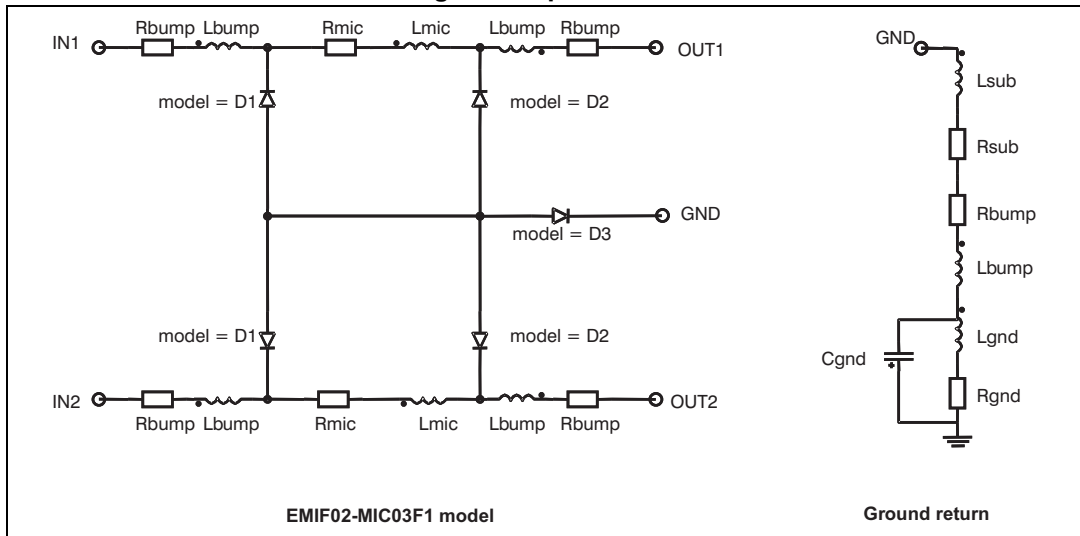 Rbump Lbump Rmic Lmic Lbump Rbump
IN1 OUT1
model = D1 model = D2
GND
model = D3
model = D1 model = D2
IN2 OUT2
Rbump Lbump Rmic Lmic Lbump Rbump
EMIF02-MIC03F1 model
GND
Lsub
Rsub
Rbump
Lbump
Lgnd
Cgnd
Rgnd
Ground return